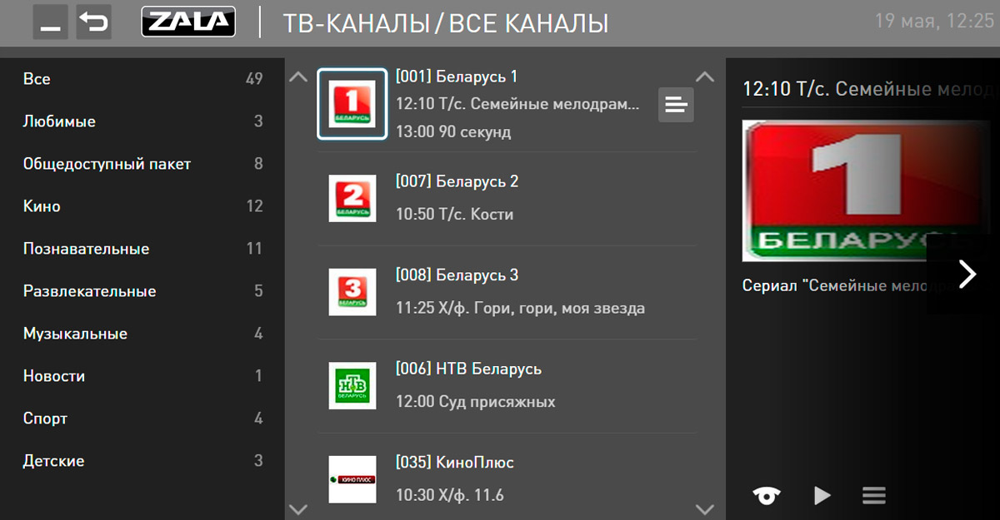 ZALA
ТВ-КАНАЛЫ/ВСЕ КАНАЛЫ
19 мая, 12:25
Все 49
Любимые 3
Общедоступный пакет 8
Кино 12
Познавательные 11
Развлекательные 5
Музыкальные 4
Новости 1
Спорт 4
Детские 3
1
БЕЛАРУСЬ
[001] Беларусь 1
12:10 Т/с. Семейные мелодрам...
13:00 90 секунд
2
БЕЛАРУСЬ
[007] Беларусь 2
10:50 Т/с. Кости
3
БЕЛАРУСЬ
[008] Беларусь 3
11:25 Х/ф. Гори, гори, моя звезда
НТВ
БЕЛАРУСЬ
[006] НТВ Беларусь
12:00 Суд присяжных
КИНО ПЛЮС
[035] КиноПлюс
10:30 Х/ф. 11.6
12:10 Т/с. Семейные мелод
1
БЕЛАРУСЬ
Сериал "Семейные мело